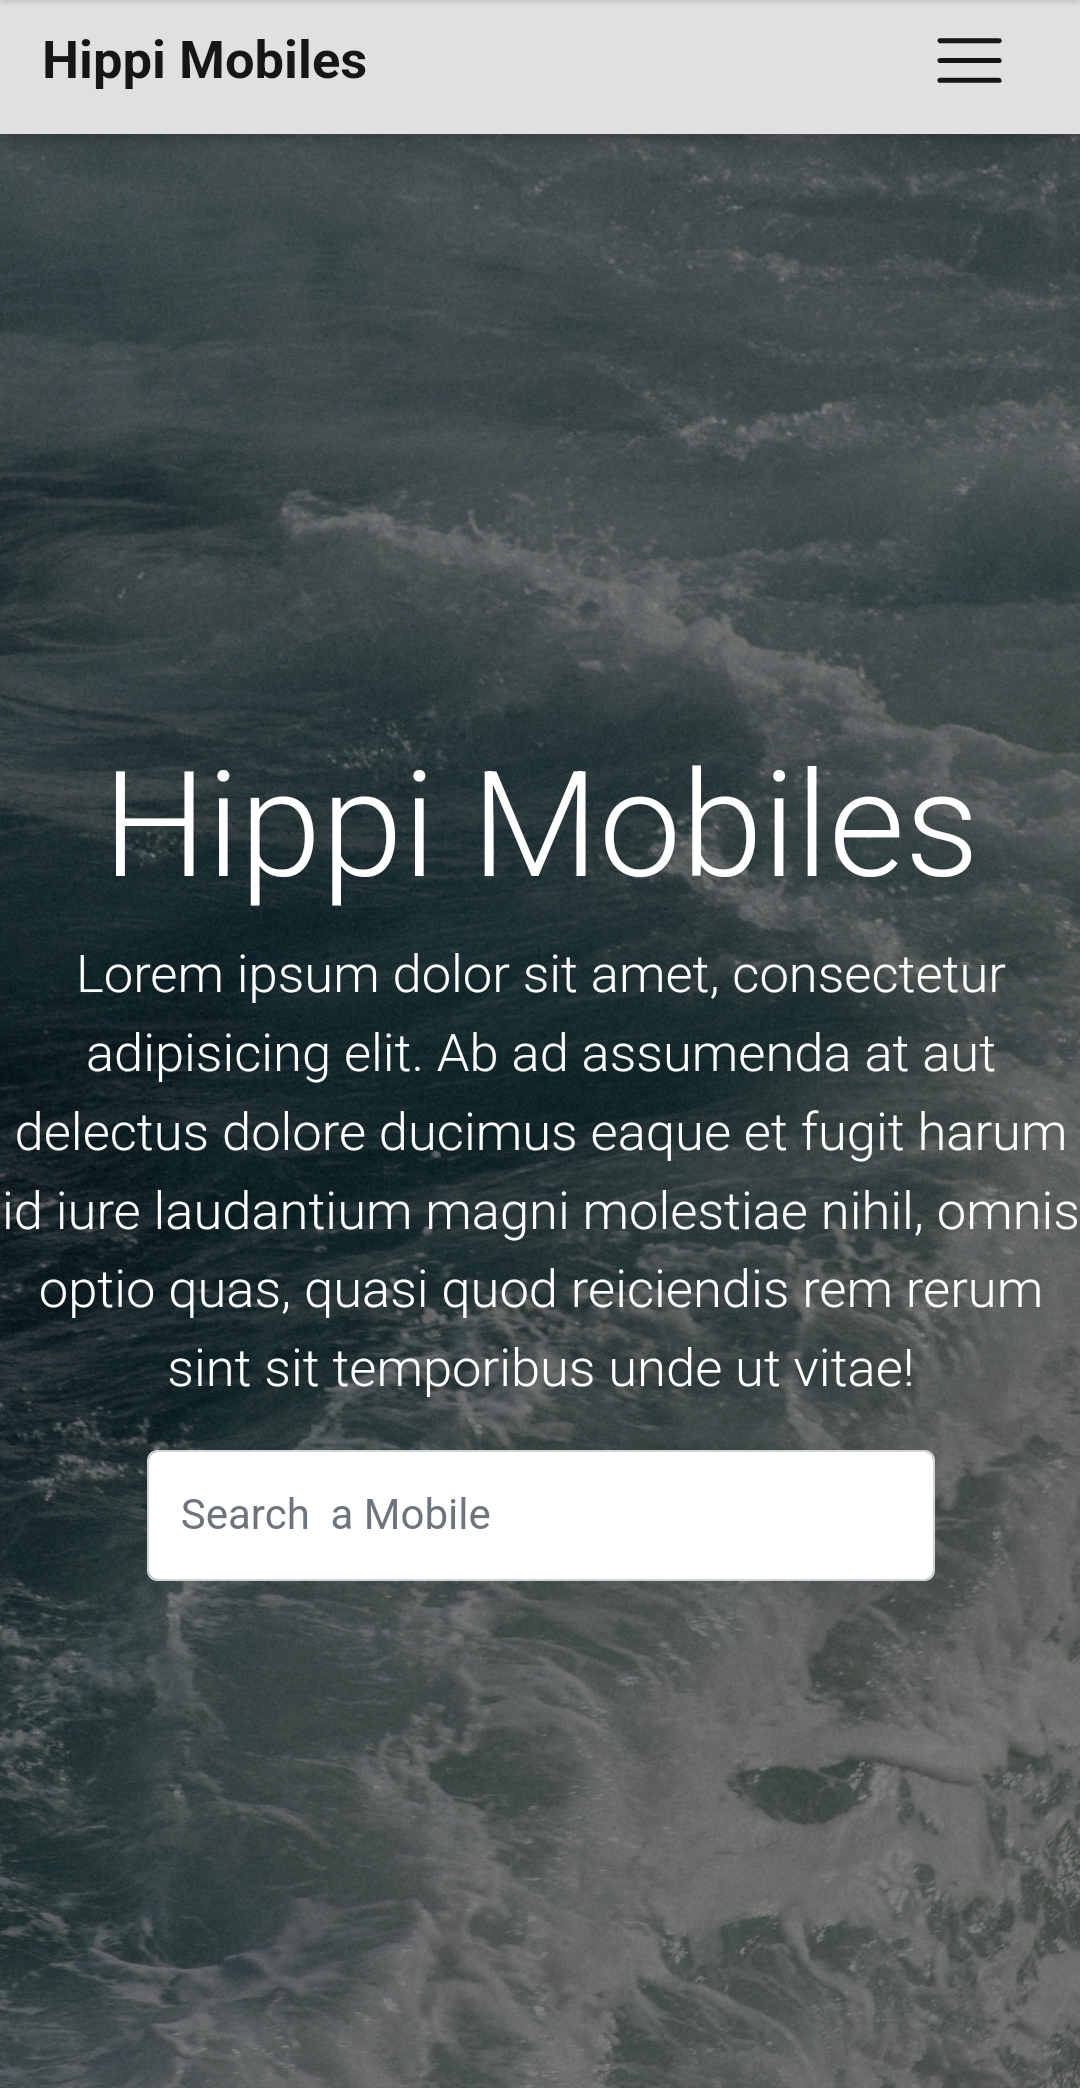 Hippi Mobiles
Hippi Mobiles
Lorem ipsum dolor sit amet, consectetur
adipisicing elit. Ab ad assumenda at aut
delectus dolore ducimus eaque et fugit harum
id iure laudantium magni molestiae nihil, omnis
optio quas, quasi quod reiciendis rem rerum
sint sit temporibus unde ut vitae!
Search  a Mobile